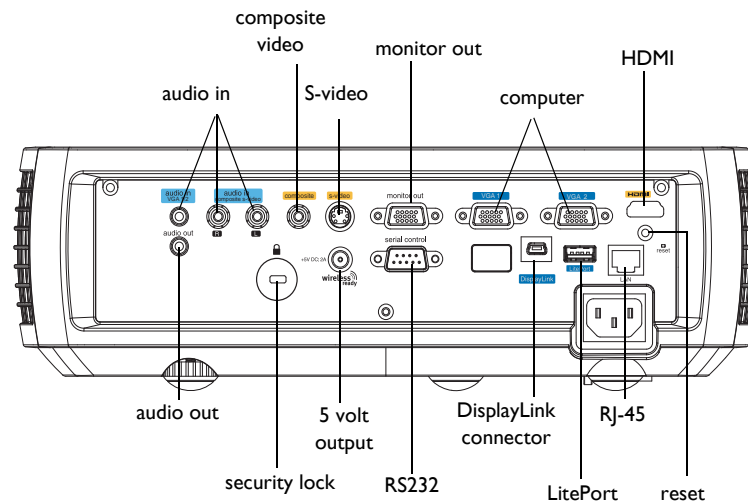 composite
video
monitor out
HDMI
audio in
S-video
computer
audio in
VGA 1/2
audio in
composite s-video
composite
s-video
monitor out
VGA 1
VGA 2
HDMI
audio out
R
L
serial control
+5V DC; 2A
wireless
ready
DisplayLink
LitePort
LAN
reset
audio out
5 volt
output
DisplayLink
connector
RJ-45
security lock
RS232
LitePort
reset